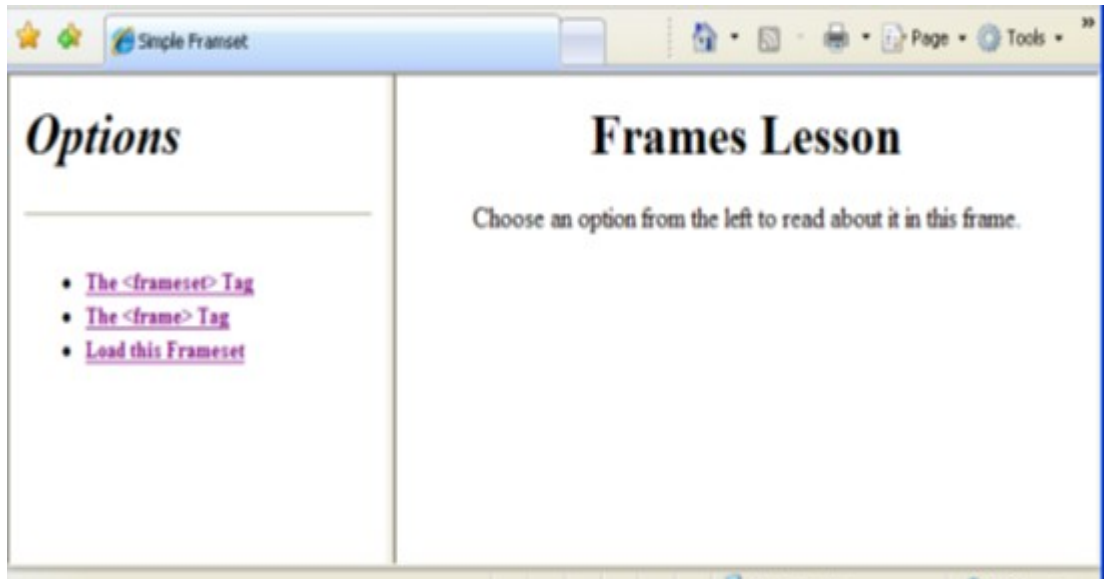 Simple Framset
Page
Tools
Options
The <frameset> Tag
The <frame> Tag
Load this Frameset
Frames Lesson
Choose an option from the left to read about it in this frame.